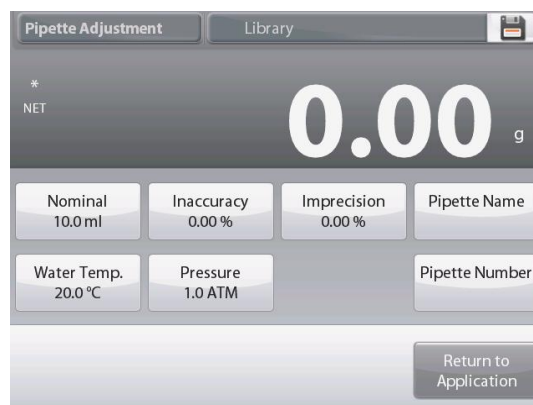 Pipette Adjustment
Library
*
NET
0.00 g
Nominal
10.0 ml
Inaccuracy
0.00 %
Imprecision
0.00 %
Pipette Name
Water Temp.
20.0 °C
Pressure
1.0 ATM
Pipette Number
Return to
Application